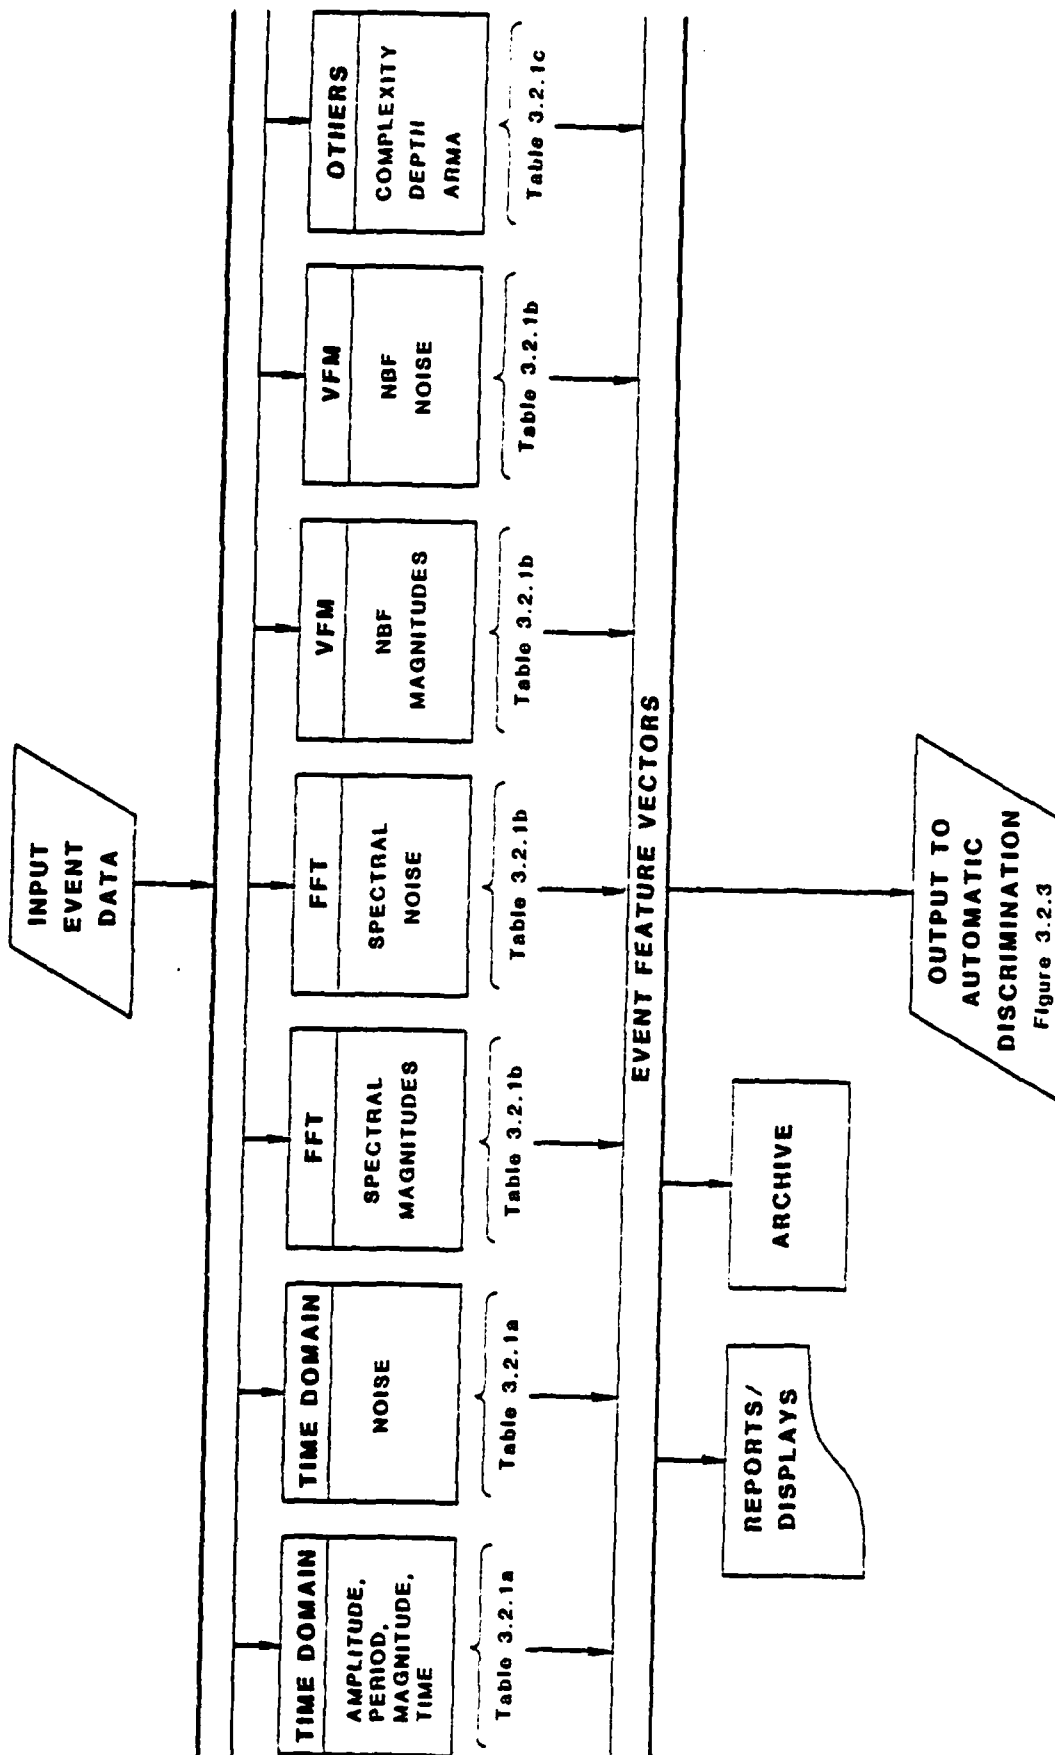 INPUT
EVENT
DATA
TIME DOMAIN
AMPLITUDE,
PERIOD,
MAGNITUDE,
TIME
Table 3.2.1a
TIME DOMAIN
NOISE
Table 3.2.1a
FFT
SPECTRAL
MAGNITUDES
Table 3.2.1b
FFT
SPECTRAL
NOISE
Table 3.2.1b
VFM
NBF
MAGNITUDES
Table 3.2.1b
VFM
NBF
NOISE
Table 3.2.1b
OTHERS
COMPLEXITY
DEPTH
ARMA
Table 3.2.1c
EVENT FEATURE VECTORS
REPORTS/
DISPLAYS
ARCHIVE
OUTPUT TO
AUTOMATIC
DISCRIMINATION
Figure 3.2.3